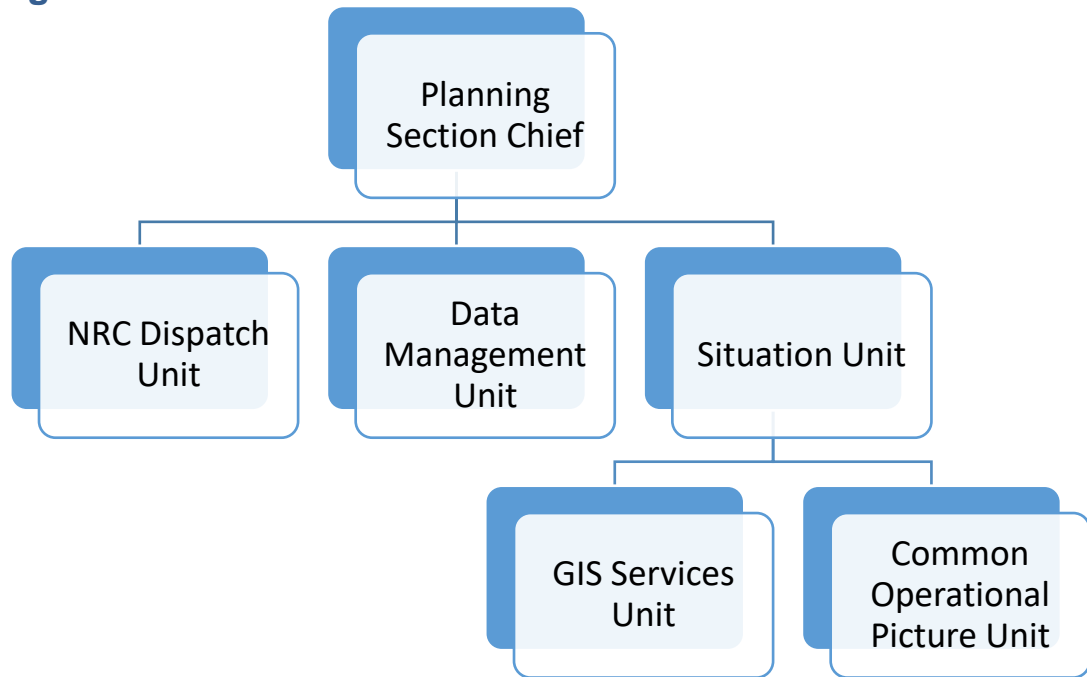 Planning
Section Chief
NRC Dispatch
Unit
Data
Management
Unit
Situation Unit
GIS Services
Unit
Common
Operational
Picture Unit